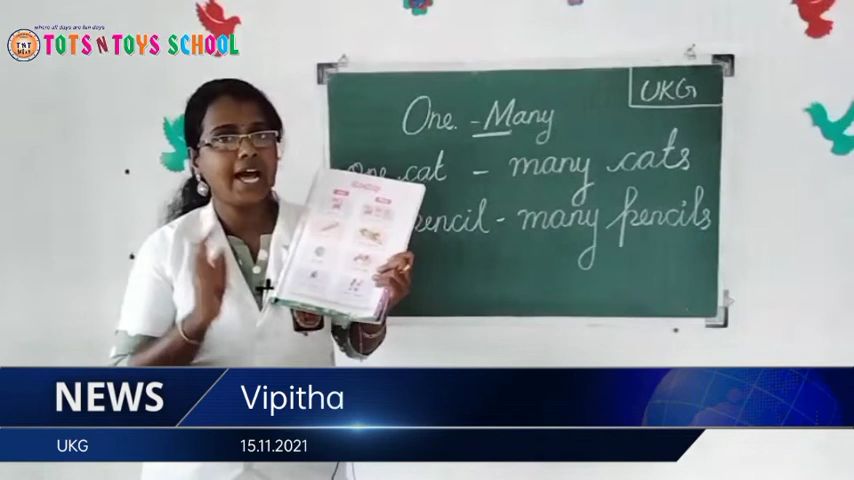 where all days are fun days
TOTS N TOYS SCHOOL
TNT
UKG
One - Many
one cat - many cats
pencil - many pencils
NEWS
Vipitha
UKG
15.11.2021